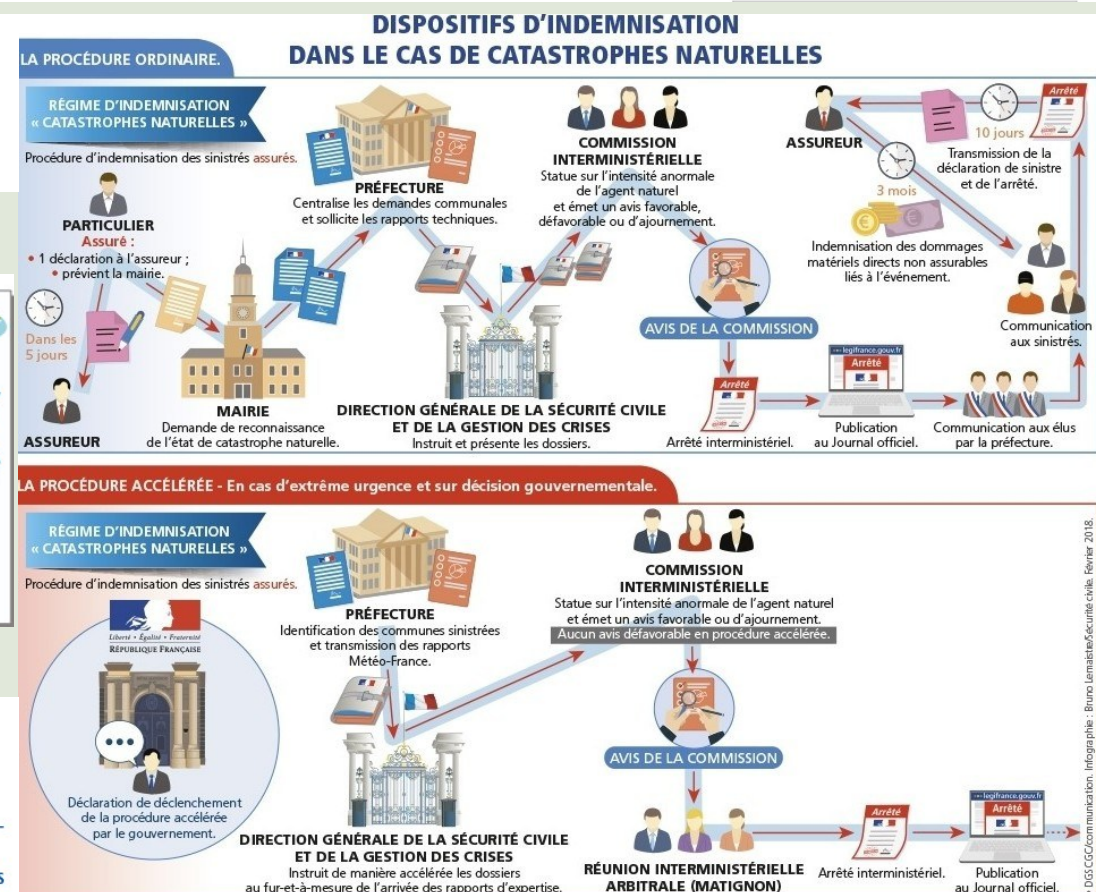 DISPOSITIFS D'INDEMNISATION
DANS LE CAS DE CATASTROPHES NATURELLES
LA PROCÉDURE ORDINAIRE.
RÉGIME D'INDEMNISATION
« CATASTROPHES NATURELLES »
Procédure d'indemnisation des sinistrés assurés.
PARTICULIER
Assuré :
• 1 déclaration à l'assureur ;
• prévient la mairie.
Dans les
5 jours
ASSUREUR
MAIRIE
Demande de reconnaissance
de l'état de catastrophe naturelle.
PRÉFECTURE
Centralise les demandes communales
et sollicite les rapports techniques.
DIRECTION GÉNÉRALE DE LA SÉCURITÉ CIVILE
ET DE LA GESTION DES CRISES
Instruit et présente les dossiers.
COMMISSION
INTERMINISTÉRIELLE
Statue sur l'intensité anormale
de l'agent naturel
et émet un avis favorable,
défavorable ou d'ajournement.
AVIS DE LA COMMISSION
Arrêté
Arrêté interministériel.
legifrance.gouv.fr
Arrêté
Publication
au Journal officiel.
Communication aux élus
par la préfecture.
Arrêté
10 jours
Transmission de la
déclaration de sinistre
et de l'arrêté.
ASSUREUR
3 mois
Indemnisation des dommages
matériels directs non assurables
liés à l'événement.
Communication
aux sinistrés.
LA PROCÉDURE ACCÉLÉRÉE - En cas d'extrême urgence et sur décision gouvernementale.
RÉGIME D'INDEMNISATION
« CATASTROPHES NATURELLES »
Procédure d'indemnisation des sinistrés assurés.
Liberté • Égalité • Fraternité
RÉPUBLIQUE FRANÇAISE
Déclaration de déclenchement
de la procédure accélérée
par le gouvernement.
PRÉFECTURE
Identification des communes sinistrées
et transmission des rapports
Météo-France.
DIRECTION GÉNÉRALE DE LA SÉCURITÉ CIVILE
ET DE LA GESTION DES CRISES
Instruit de manière accélérée les dossiers
au fur-et-à-mesure de l'arrivée des rapports d'expertise.
COMMISSION
INTERMINISTÉRIELLE
Statue sur l'intensité anormale de l'agent naturel
et émet un avis favorable ou d'ajournement.
Aucun avis défavorable en procédure accélérée.
AVIS DE LA COMMISSION
RÉUNION INTERMINISTÉRIELLE
ARBITRALE (MATIGNON)
Arrêté
Arrêté interministériel.
legifrance.gouv.fr
Arrêté
Publication
au Journal officiel.
DGSCGC/communication. Infographie : Bruno Lemaistre/Sécurité civile. Février 2018.